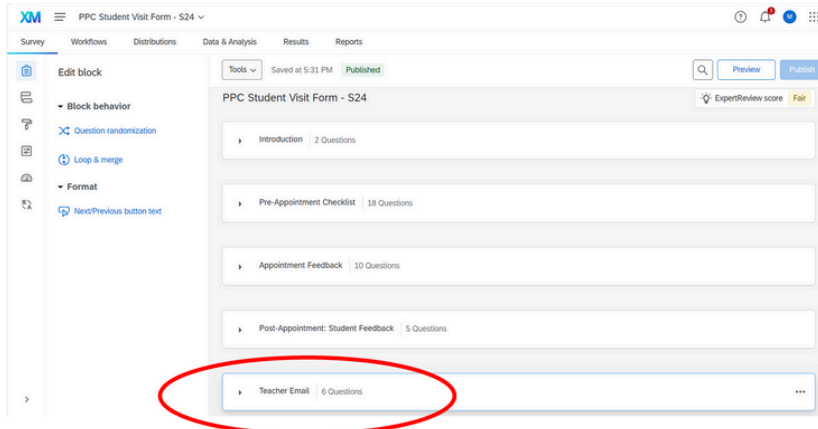 XM PPC Student Visit Form - S24
Survey Workflows Distributions Data & Analysis Results Reports
Edit block
Block behavior
Question randomization
Loop & merge
Format
Next/Previous button text
Tools Saved at 5:31 PM Published Preview Publish
PPC Student Visit Form - S24 ExpertReview score Fair
Introduction 2 Questions
Pre-Appointment Checklist 18 Questions
Appointment Feedback 10 Questions
Post-Appointment: Student Feedback 5 Questions
Teacher Email 6 Questions